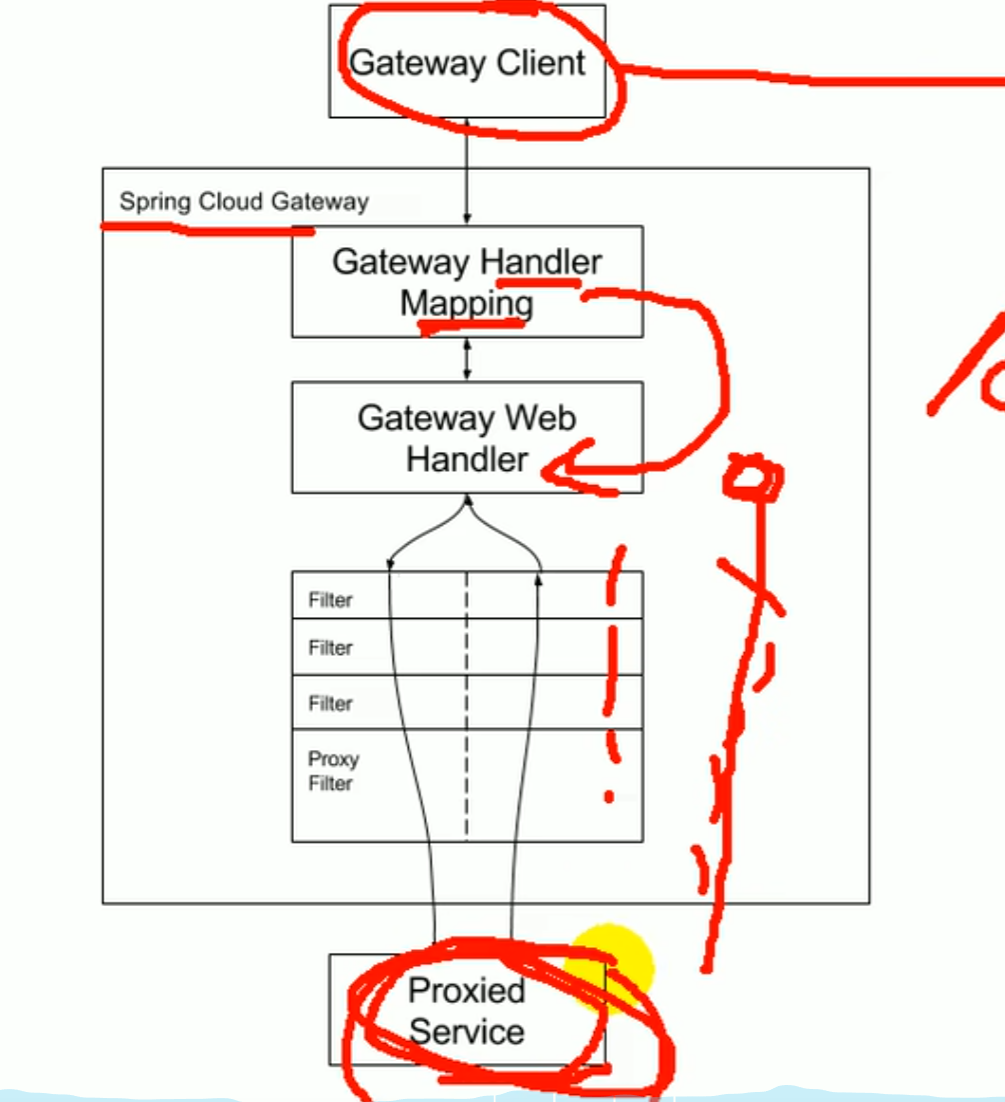 Gateway Client
Spring Cloud Gateway
Gateway Handler
Mapping
Gateway Web
Handler
Filter
Filter
Filter
Proxy
Filter
Proxied
Service